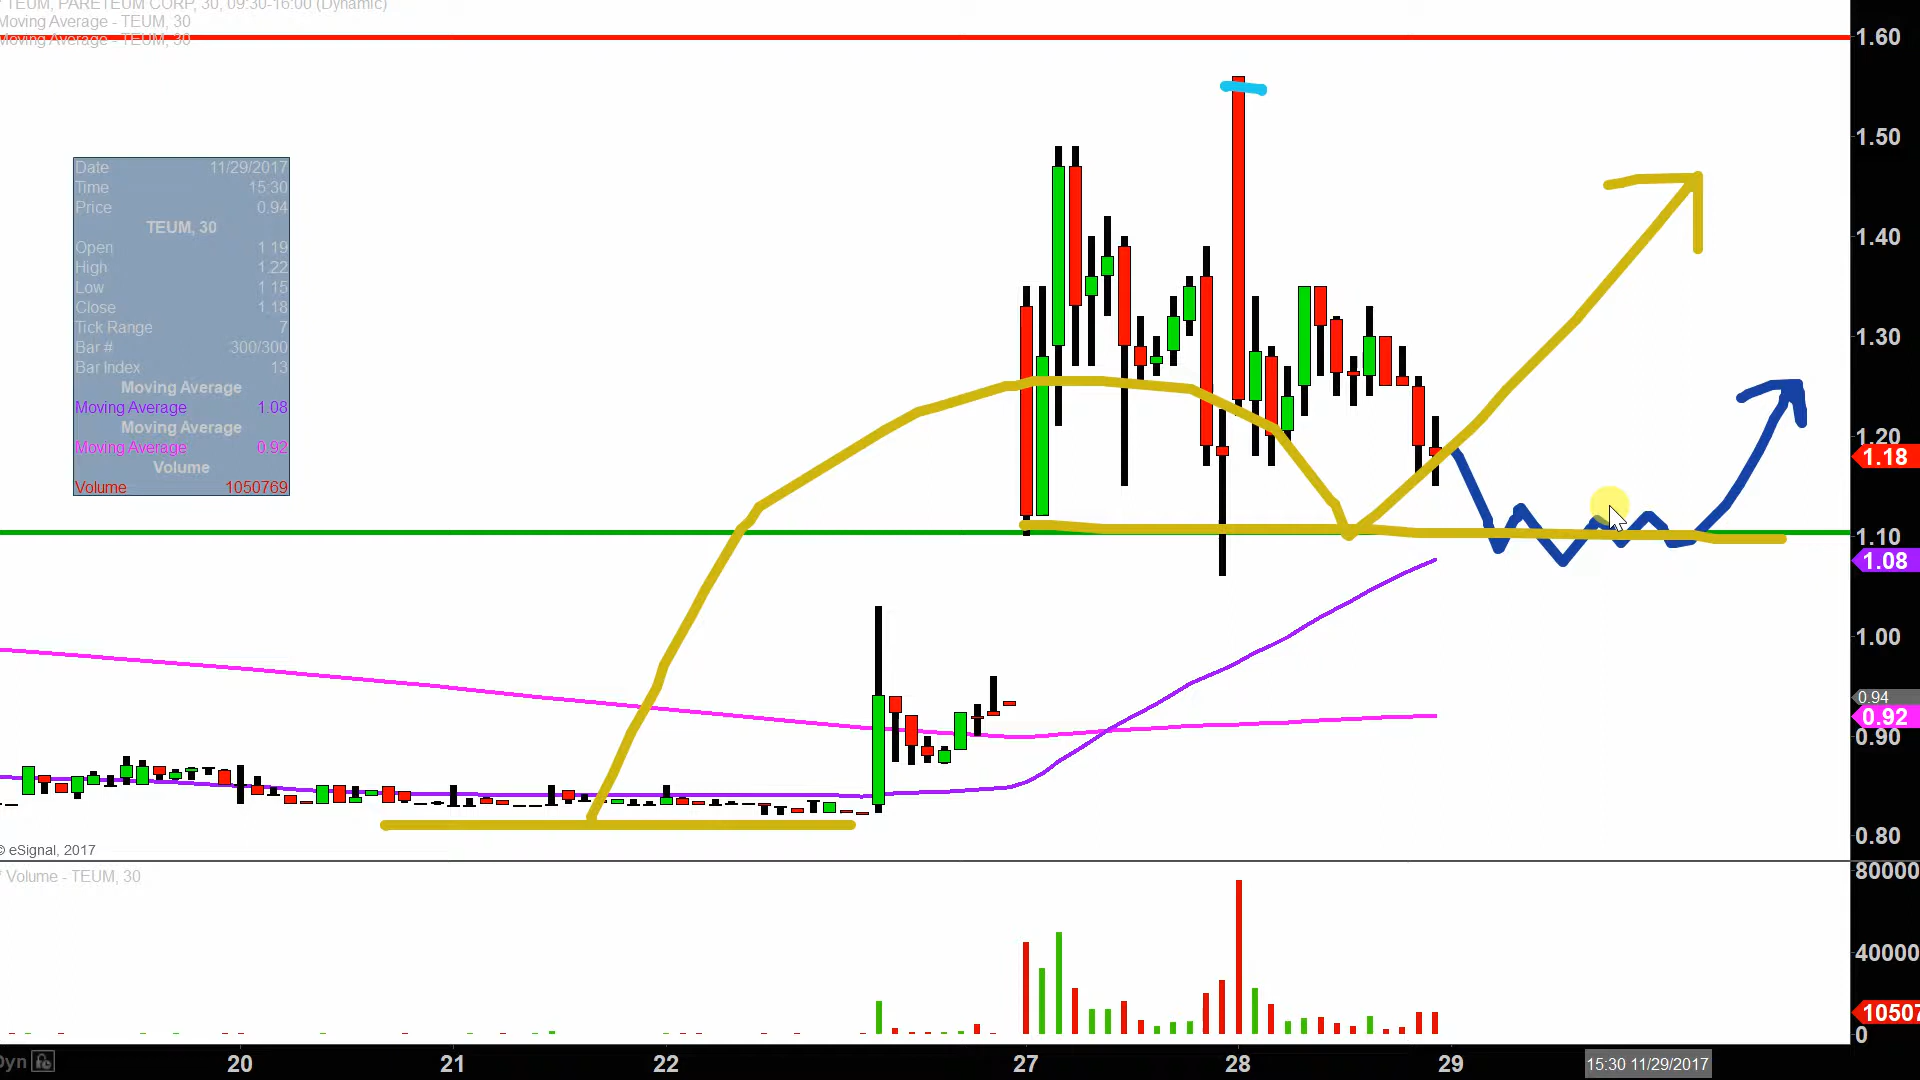 TEUM, PARETEUM CORP, 30, 09:30-16:00 (Dynamic)
Moving Average - TEUM, 30
Moving Average - TEUM, 30
1.60
1.50
1.40
1.30
1.20
1.18
1.10
1.08
1.00
0.94
0.92
0.90
0.80
Date 11/29/2017
Time 15:30
Price 0.94
TEUM, 30
Open 1.19
High 1.22
Low 1.15
Close 1.18
Tick Range 7
Bar # 300/300
Bar Index 13
Moving Average
Moving Average 1.08
Moving Average
Moving Average 0.92
Volume
Volume 1050769
© eSignal, 2017
Volume - TEUM, 30
80000
40000
10507
0
Dyn
20 21 22 27 28 29
15:30 11/29/2017